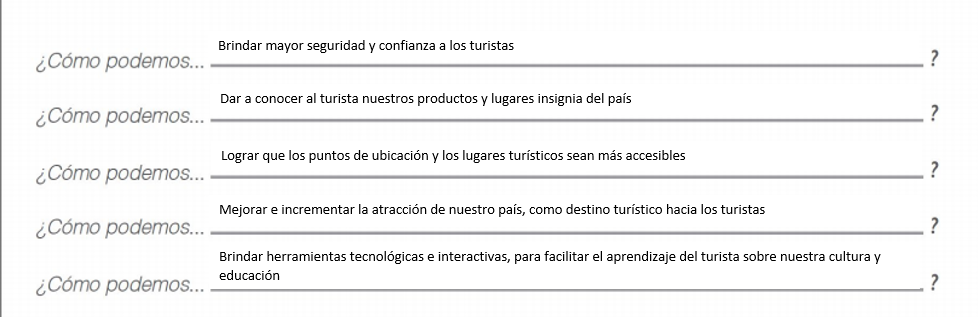 ¿Cómo podemos... Brindar mayor seguridad y confianza a los turistas ?
¿Cómo podemos... Dar a conocer al turista nuestros productos y lugares insignia del país ?
¿Cómo podemos... Lograr que los puntos de ubicación y los lugares turísticos sean más accesibles ?
¿Cómo podemos... Mejorar e incrementar la atracción de nuestro país, como destino turístico hacia los turistas ?
Brindar herramientas tecnológicas e interactivas, para facilitar el aprendizaje del turista sobre nuestra cultura y
¿Cómo podemos... educación ?